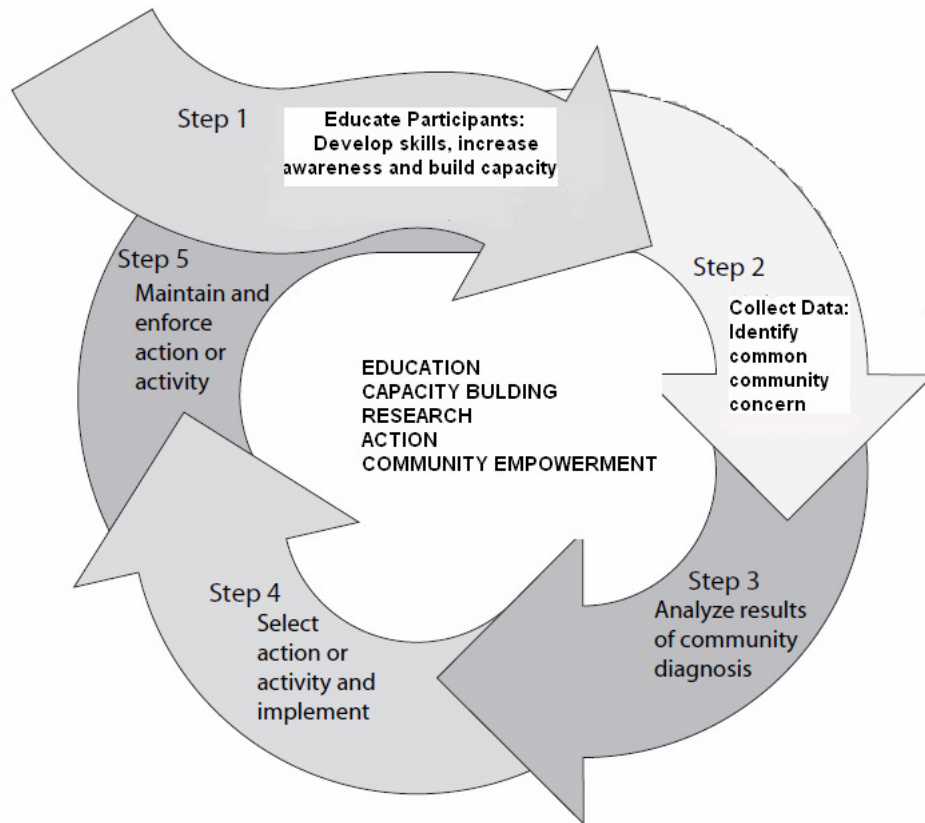 Step 1
Educate Participants:
Develop skills, increase
awareness and build capacity
Step 2
Collect Data:
Identify
common
community
concern
Step 3
Analyze results
of community
diagnosis
Step 4
Select
action or
activity and
implement
Step 5
Maintain and
enforce
action or
activity
EDUCATION
CAPACITY BULDING
RESEARCH
ACTION
COMMUNITY EMPOWERMENT